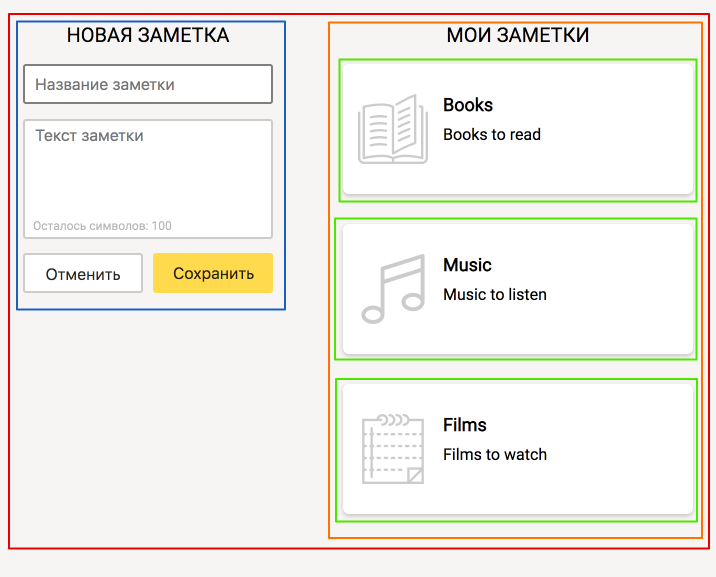 НОВАЯ ЗАМЕТКА
Название заметки
Текст заметки
Осталось символов: 100
Отменить
Сохранить
МОИ ЗАМЕТКИ
Books
Books to read
Music
Music to listen
Films
Films to watch